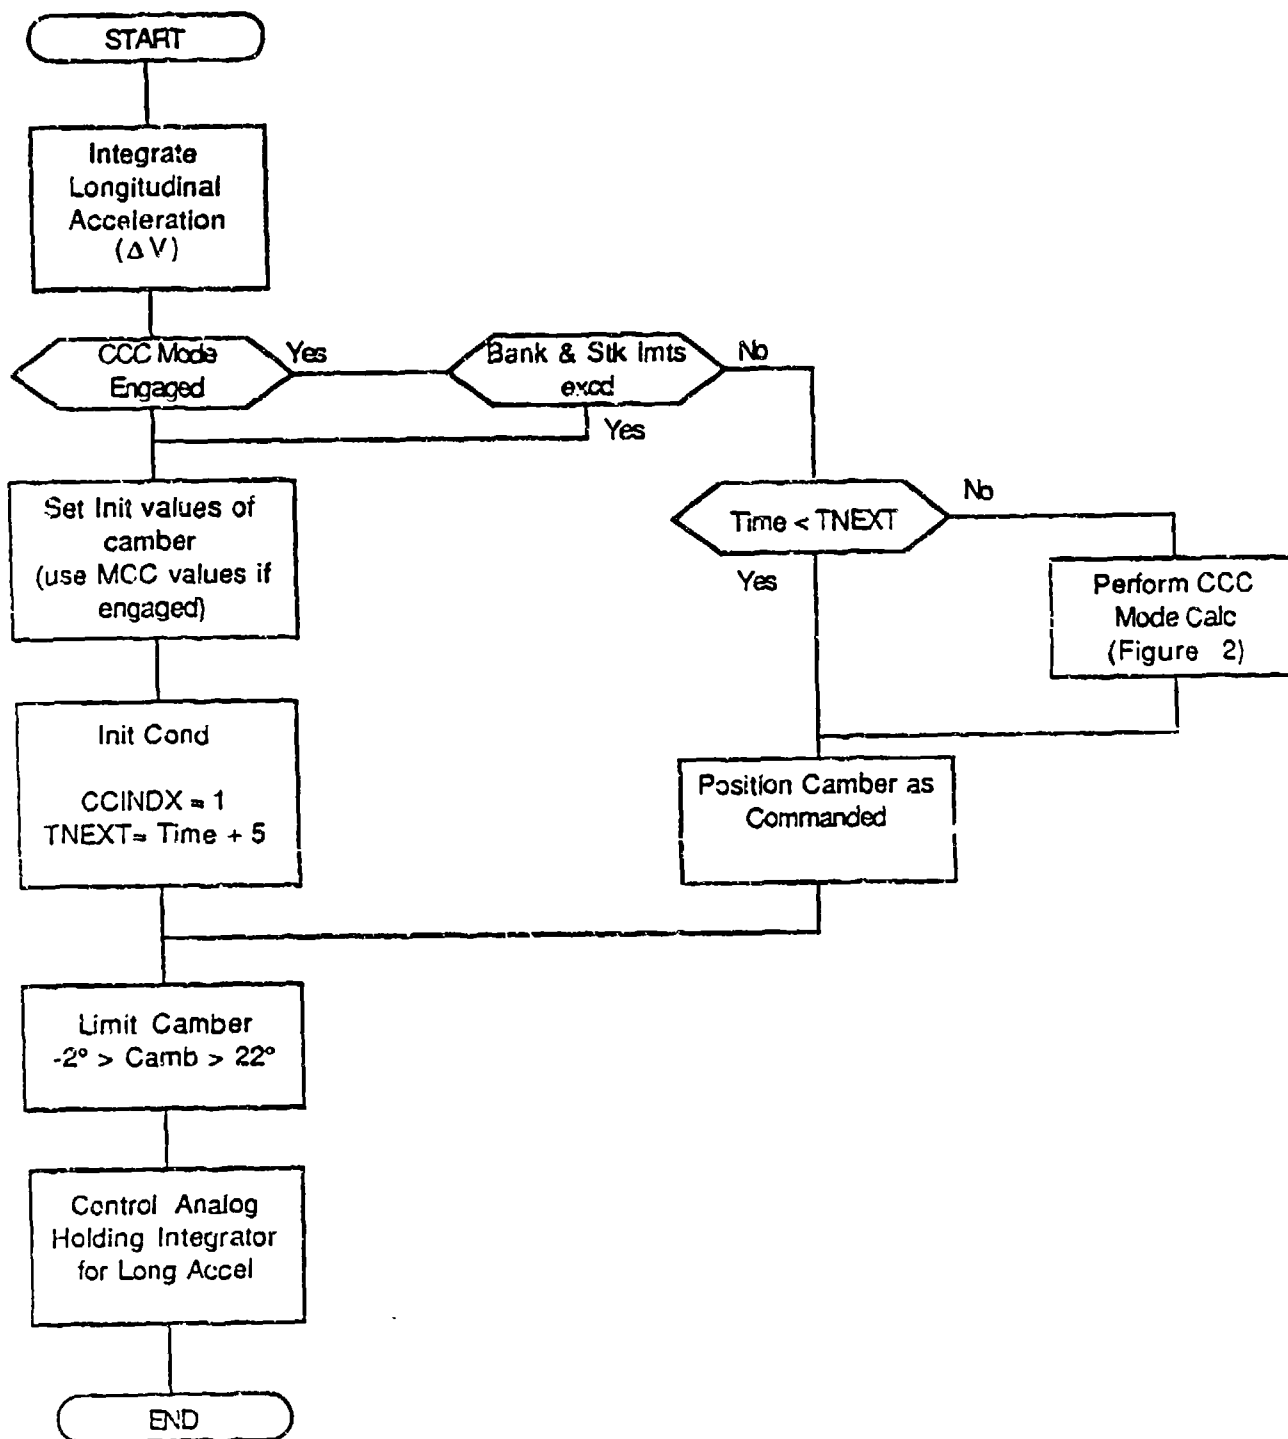 START
Integrate
Longitudinal
Acceleration
(Δ V)
CCC Mode
Engaged
Yes
Bank & Stk lmts
excd
No
Yes
Set Init values of
camber
(use MCC values if
engaged)
Time < TNEXT
No
Yes
Perform CCC
Mode Calc
(Figure 2)
Init Cond
CCINDX = 1
TNEXT= Time + 5
Position Camber as
Commanded
Limit Camber
-2° > Camb > 22°
Control Analog
Holding Integrator
for Long Accel
END